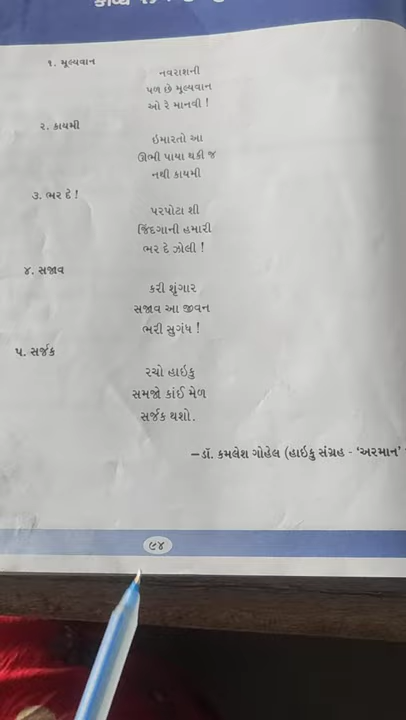 ૧. મૂલ્યવાન
નવરાશની
પળ છે મૂલ્યવાન
ઓ રે માનવી !
૨. કાયમી
ઇમારતો આ
ઊભી પાયા થકી જ
નથી કાયમી
૩. ભર દે !
પરપોટા શી
જિંદગાની હમારી
ભર દે ઝોલી !
૪. સજાવ
કરી શૃંગાર
સજાવ આ જીવન
ભરી સુગંધ !
૫. સર્જક
રચો હાઇકુ
સમજો કાંઈ મેળ
સર્જક થશો.
–ડૉ. કમલેશ ગોહેલ (હાઇકુ સંગ્રહ - ‘અરમાન’
૯૪